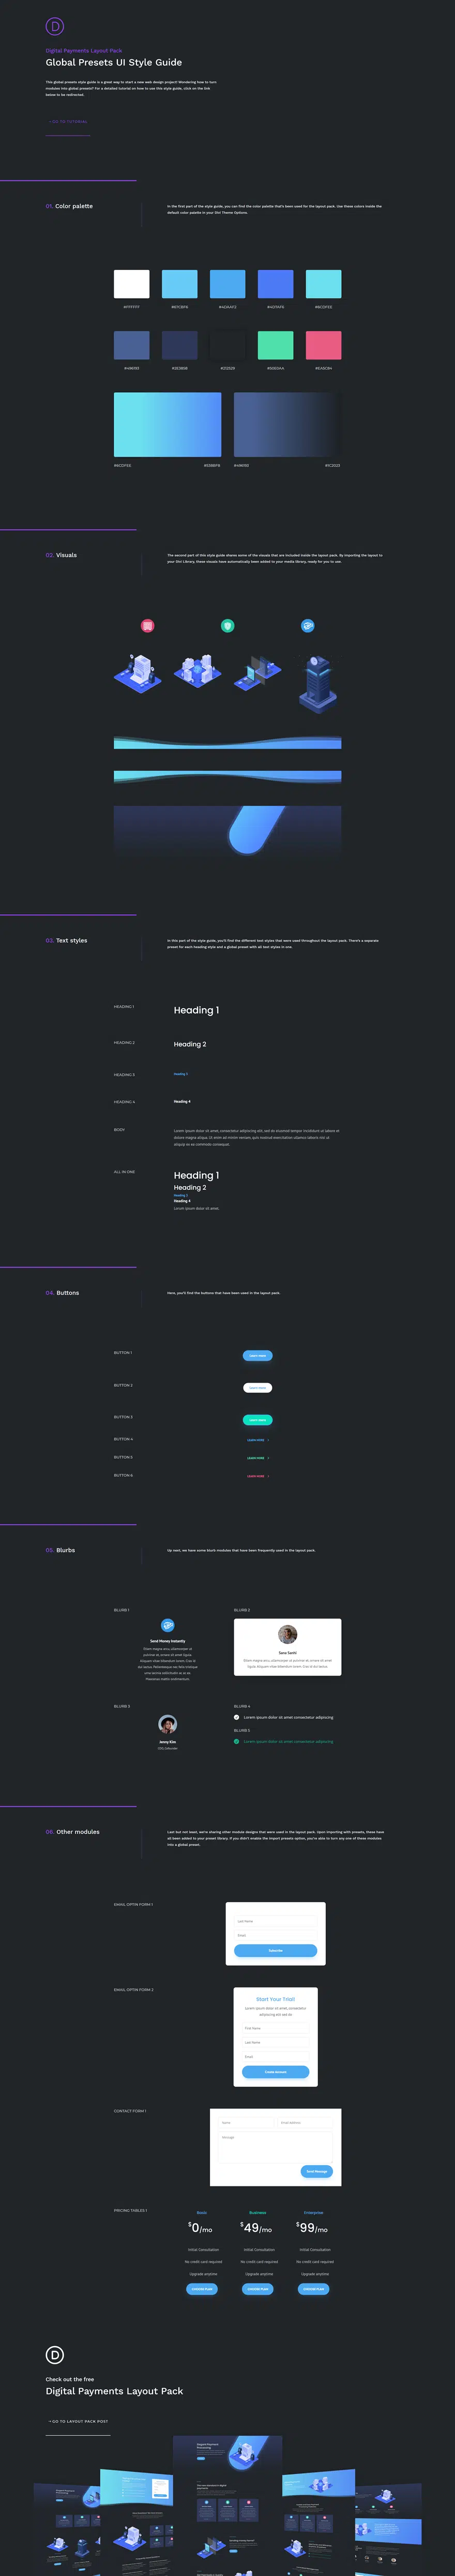 D
Digital Payments Layout Pack
Global Presets UI Style Guide
This global presets style guide is a great way to start a new web design project! Wondering how to turn
modules into global presets? For a detailed tutorial on how to use this style guide, click on the link
below to be redirected.
GO TO TUTORIAL
01. Color palette
In the first part of the style guide, you can find the color palette that's been used for the layout pack. Use these colors inside the
default color palette in your Divi Theme Options.
#FFFFFF
02. Visuals
The second part of this style guide shares some of the visuals that are included inside the layout pack. By importing the layout to
your Divi Library, these visuals have automatically been added to your media library, ready for you to use.
03. Text styles
In this part of the style guide, you'll find the different text styles that were used throughout the layout pack. There's a separate
preset for each heading style and a global preset with all text styles in one.
HEADING 1
Heading 1
HEADING 2
Heading 2
HEADING 3
Heading 3
HEADING 4
Heading 4
BODY
Lorem ipsum dolor sit amet, consectetur adipiscing elit, sed do eiusmod tempor incididunt ut labore et
dolore magna aliqua. Ut enim ad minim veniam, quis nostrud exercitation ullamco laboris nisi ut
aliquip ex ea commodo consequat.
ALL IN ONE
Heading 1
Heading 2
Heading 3
Heading 4
Lorem ipsum dolor sit amet,
04. Buttons
Here, you'll find the buttons that have been used in the layout pack
BUTTON 1
LEARN MORE
BUTTON 2
LEARN MORE
BUTTON 3
LEARN MORE
BUTTON 4
LEARN MORE
BUTTON 5
LEARN MORE
BUTTON 6
LEARN MORE
05. Blurbs
Up next, we have some blurb modules that have been frequently used in the layout pack.
BLURB 1
Send Money Instantly
BLURB 2
BLURB 3
Jenny Kim
BLURB 4
Lorem ipsum dolor sit amet consectetur adipiscing
BLURB 5
Lorem ipsum dolor sit amet consectetur adipiscing
06. Other modules
Last but not least, we're sharing other module designs that were used in the layout pack. Upon importing with presets, these have
all been added to your preset library. If you didn't enable the import presets option, you're able to turn any one of these modules
into a global preset.
EMAIL OPTIN FORM 1
Last Name
Email
Subscribe
EMAIL OPTIN FORM 2
Start Your Trial!
Lorem ipsum dolor sit amet, consectetur
adipiscing elit sed do
First Name
Last Name
Email
CONTACT FORM 1
Name
Email Address
Message
Send Message
PRICING TABLES 1
Basic
Business
Enterprise
$0/mo
$49/mo
$99/mo
Initial Consultation
Initial Consultation
Initial Consultation
No credit card required
No credit card required
No credit card required
Upgrade anytime
Upgrade anytime
Upgrade anytime
CHOOSE PLAN
CHOOSE PLAN
CHOOSE PLAN
D
Check out the free
Digital Payments Layout Pack
GO TO LAYOUT PACK POST